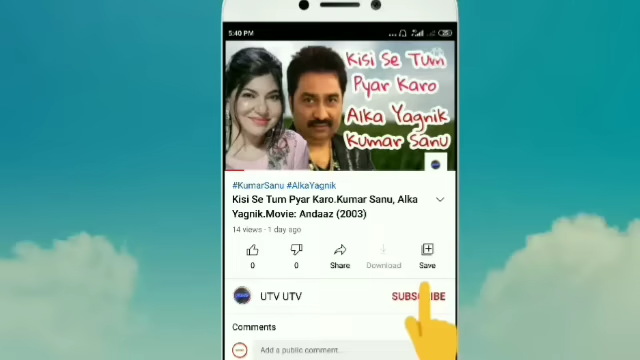 5:40 PM
Kisi Se Tum
Pyar Karo
Alka Yagnik
Kumar Sanu
#KumarSanu #AlkaYagnik
Kisi Se Tum Pyar Karo.Kumar Sanu, Alka
Yagnik.Movie: Andaaz (2003)
14 views · 1 day ago
0 0 Share Download Save
UTV UTV SUBSCRIBE
Comments
Add a public comment...